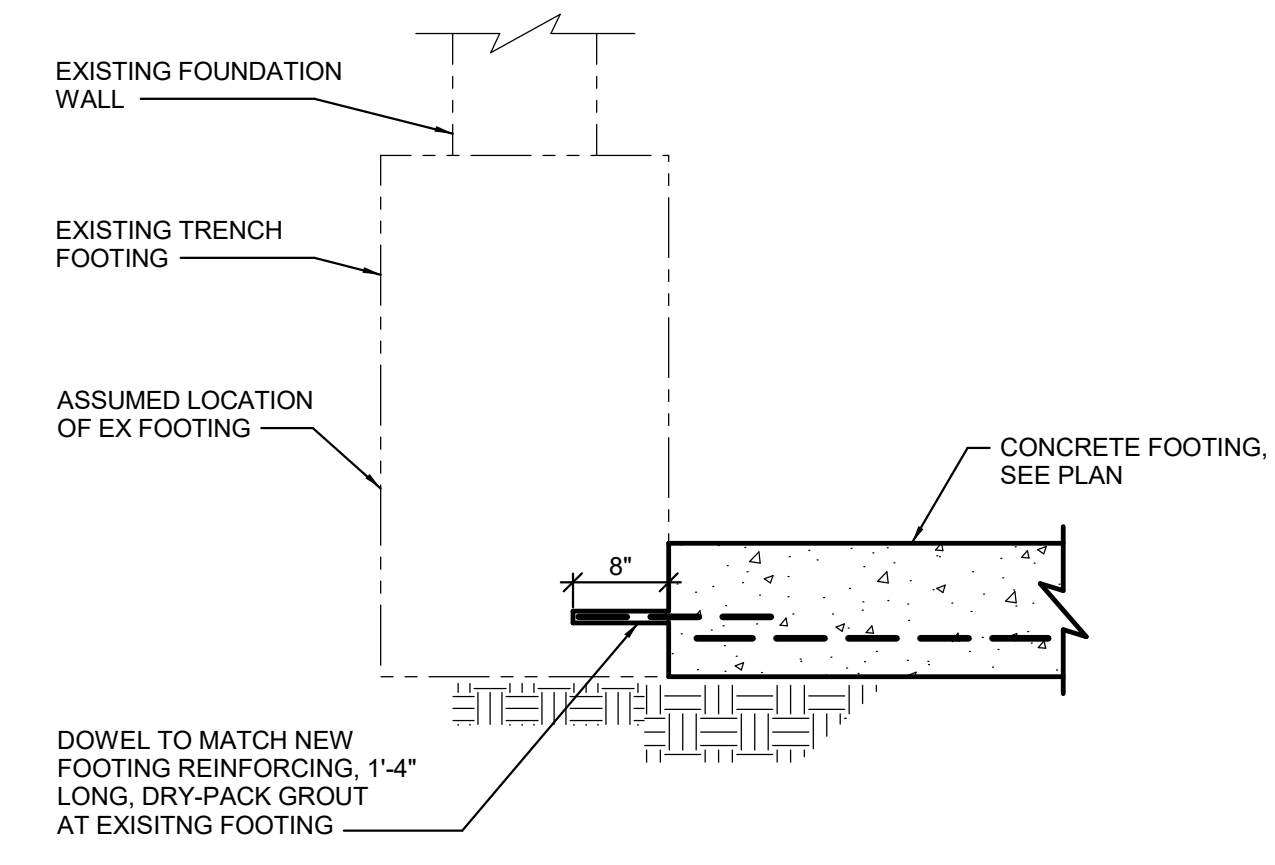 EXISTING FOUNDATION
WALL
EXISTING TRENCH
FOOTING
ASSUMED LOCATION
OF EX FOOTING
CONCRETE FOOTING,
SEE PLAN
8"
DOWEL TO MATCH NEW
FOOTING REINFORCING, 1'-4"
LONG, DRY-PACK GROUT
AT EXISITNG FOOTING